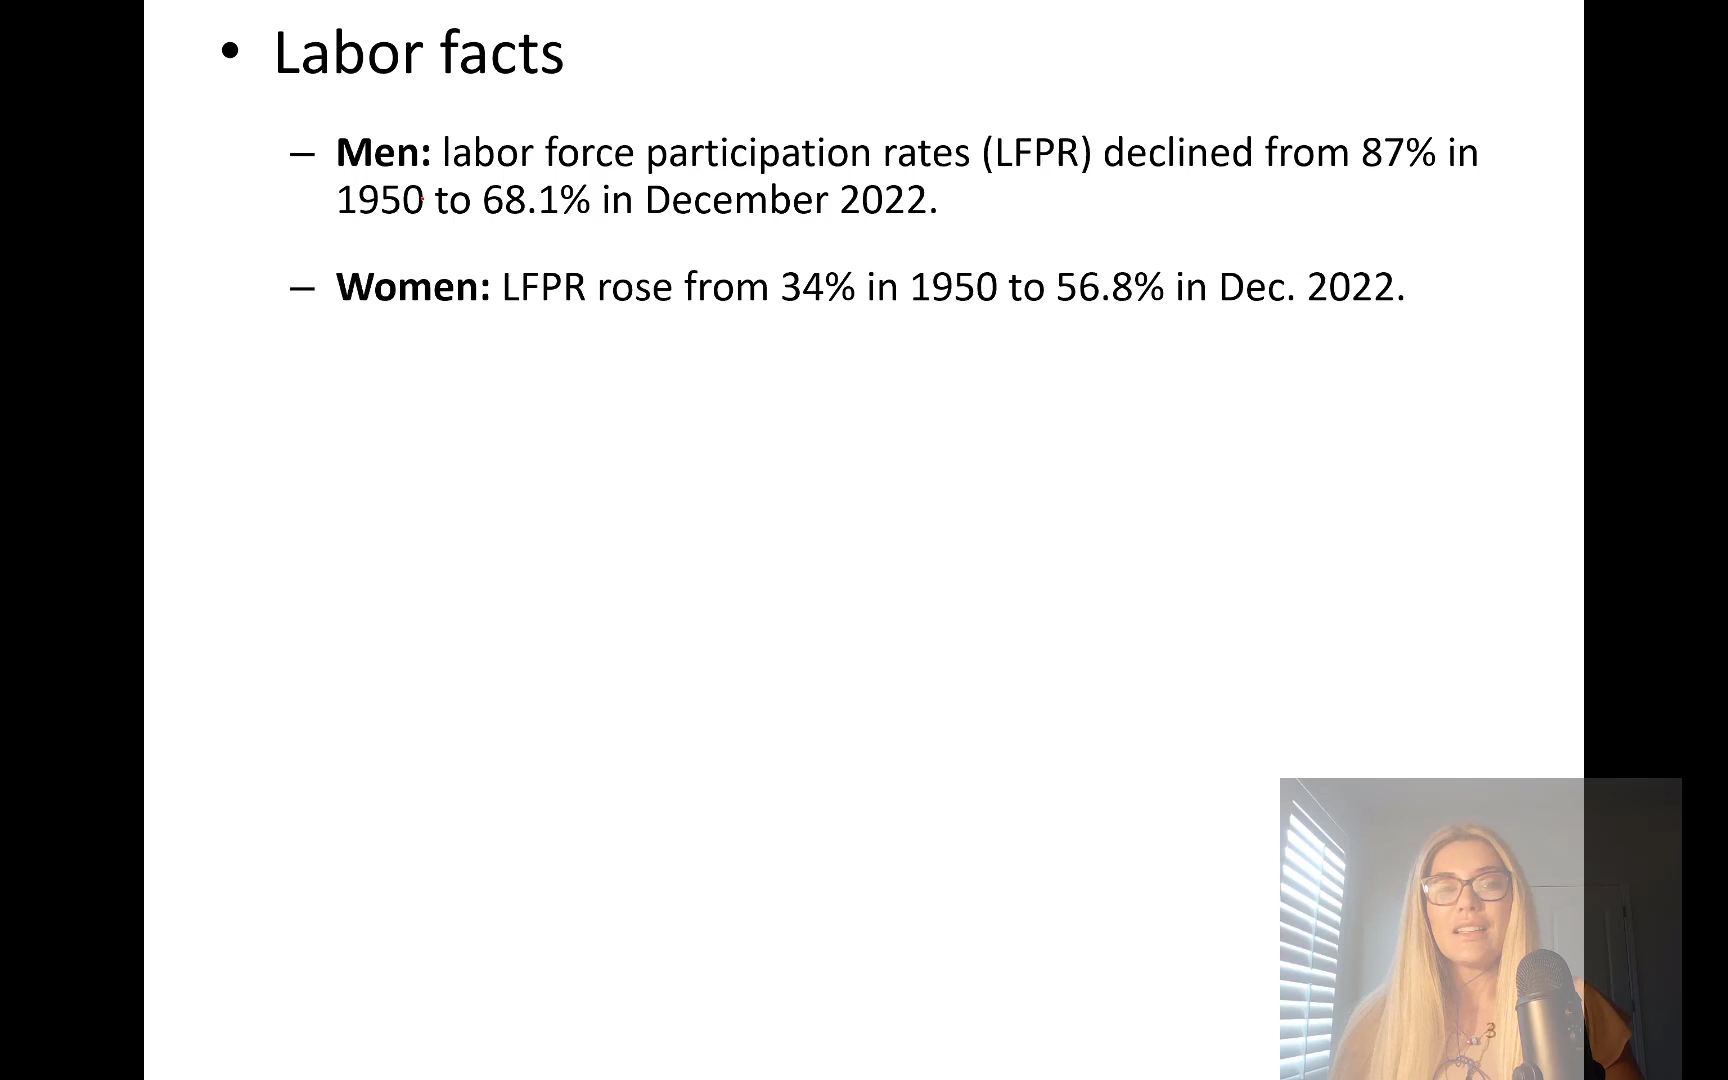 • Labor facts
– Men: labor force participation rates (LFPR) declined from 87% in
1950 to 68.1% in December 2022.
– Women: LFPR rose from 34% in 1950 to 56.8% in Dec. 2022.